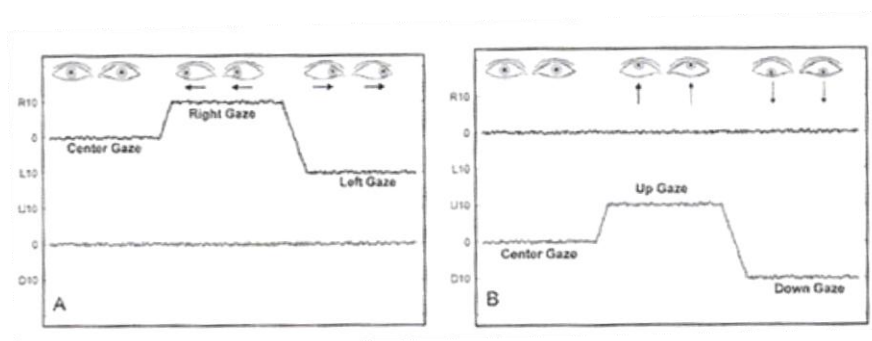 R10
Right Gaze
0
Center Gaze
L10
Left Gaze
U10
0
D10
A
R10
0
L10
Up Gaze
U10
0
Center Gaze
D10
Down Gaze
B